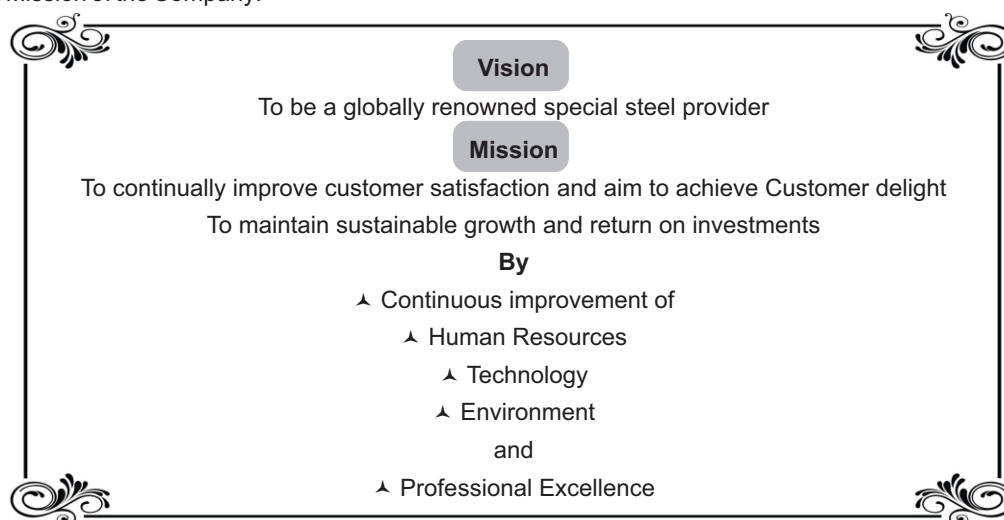 Mission of the Company.
Vision
To be a globally renowned special steel provider
Mission
To continually improve customer satisfaction and aim to achieve Customer delight
To maintain sustainable growth and return on investments
By
Continuous improvement of
Human Resources
Technology
Environment
and
Professional Excellence